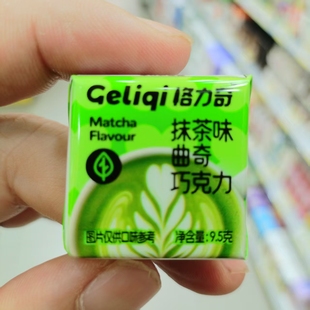 Geliqi 格力奇
Matcha
Flavour
抹茶味
曲奇
巧克力
图片仅供口味参考
净含量:9.5克